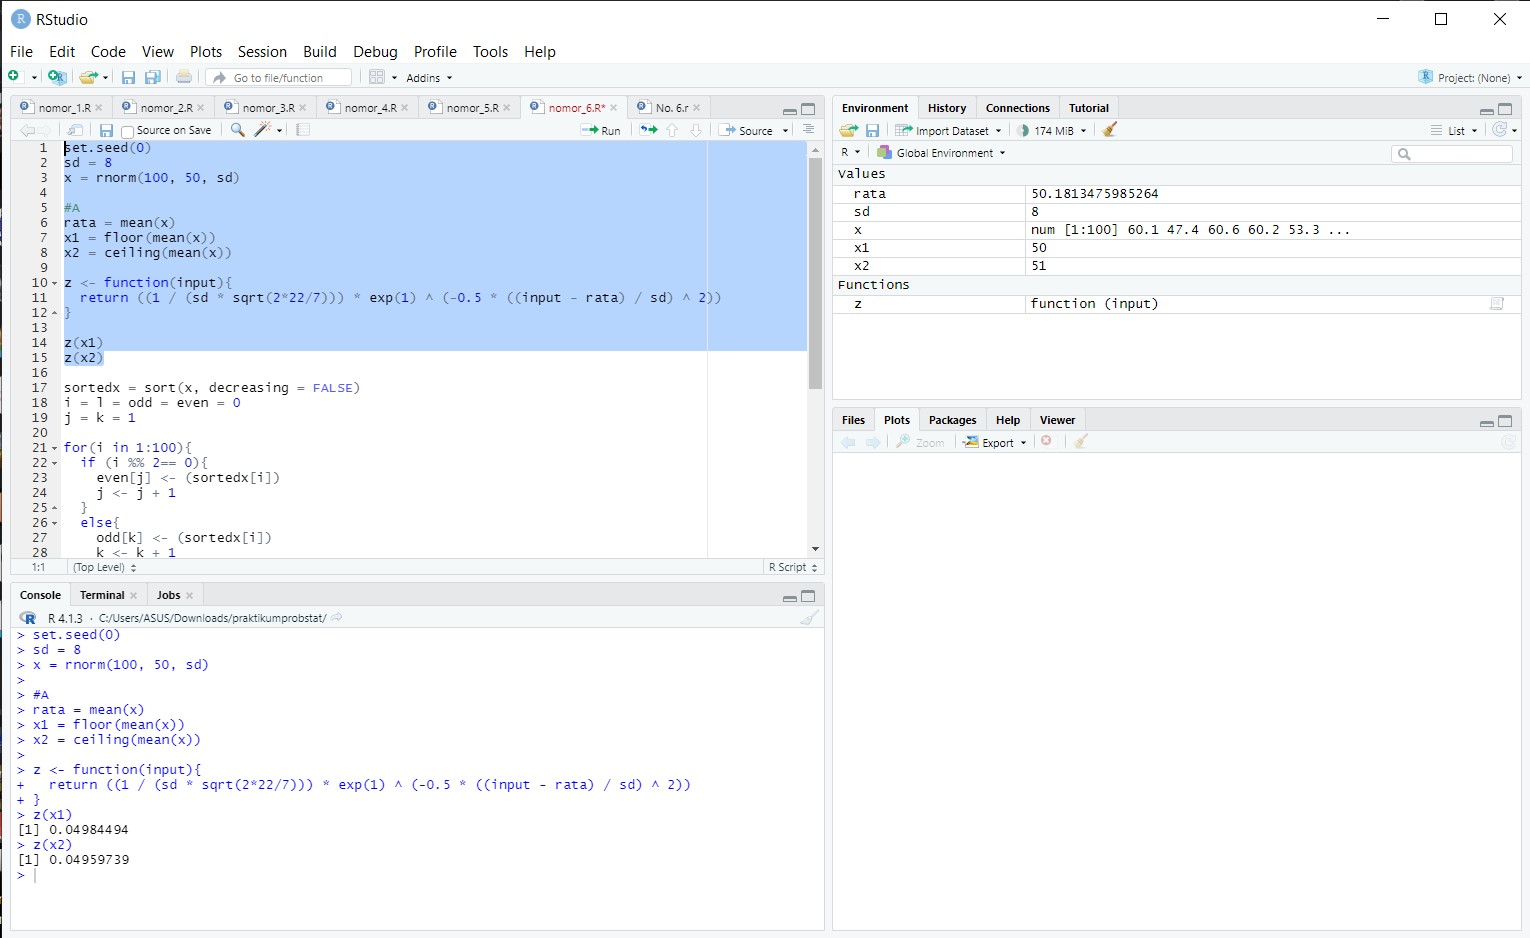 RStudio
File Edit Code View Plots Session Build Debug Profile Tools Help
Go to file/function Addins Project: (None)
nomor_1.R nomor_2.R nomor_3.R nomor_4.R nomor_5.R nomor_6.R* No. 6.r
Source on Save Run Source
1 set.seed(0)
2 sd = 8
3 x = rnorm(100, 50, sd)
4
5 #A
6 rata = mean(x)
7 x1 = floor(mean(x))
8 x2 = ceiling(mean(x))
9
10 z <- function(input){
11 return ((1 / (sd * sqrt(2*22/7))) * exp(1) ^ (-0.5 * ((input - rata) / sd) ^ 2))
12 }
13
14 z(x1)
15 z(x2)
16
17 sortedx = sort(x, decreasing = FALSE)
18 i = l = odd = even = 0
19 j = k = 1
20
21 for(i in 1:100){
22 if (i %% 2== 0){
23 even[j] <- (sortedx[i])
24 j <- j + 1
25 }
26 else{
27 odd[k] <- (sortedx[i])
28 k <- k + 1
1:1 (Top Level) R Script
Console Terminal Jobs
R R 4.1.3 · C:/Users/ASUS/Downloads/praktikumprobstat/
> set.seed(0)
> sd = 8
> x = rnorm(100, 50, sd)
>
> #A
> rata = mean(x)
> x1 = floor(mean(x))
> x2 = ceiling(mean(x))
>
> z <- function(input){
+ return ((1 / (sd * sqrt(2*22/7))) * exp(1) ^ (-0.5 * ((input - rata) / sd) ^ 2))
+ }
> z(x1)
[1] 0.04984494
> z(x2)
[1] 0.04959739
>
Environment History Connections Tutorial
Import Dataset 174 MiB List
R Global Environment
Values
rata 50.1813475985264
sd 8
x num [1:100] 60.1 47.4 60.6 60.2 53.3 ...
x1 50
x2 51
Functions
z function (input)
Files Plots Packages Help Viewer
Zoom Export